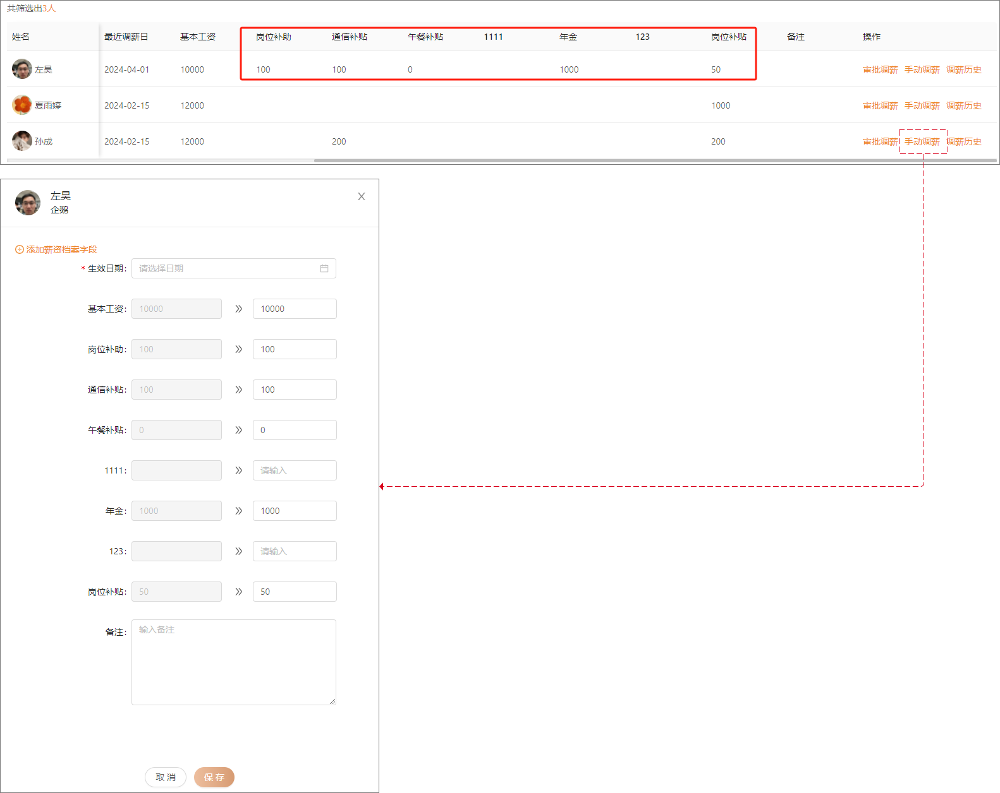 共筛选出3人
姓名 最近调薪日 基本工资 岗位补助 通信补贴 午餐补贴 1111 年金 123 岗位补贴 备注 操作
左昊 2024-04-01 10000 100 100 0 1000 50 审批调薪 手动调薪 调薪历史
夏雨婷 2024-02-15 12000 1000 审批调薪 手动调薪 调薪历史
孙成 2024-02-15 12000 200 200 审批调薪 手动调薪 调薪历史
左昊
企鹅
X
添加薪资档案字段
* 生效日期: 请选择日期
基本工资: 10000 » 10000
岗位补助: 100 » 100
通信补贴: 100 » 100
午餐补贴: 0 » 0
1111: » 请输入
年金: 1000 » 1000
123: » 请输入
岗位补贴: 50 » 50
备注: 输入备注
取消 保存